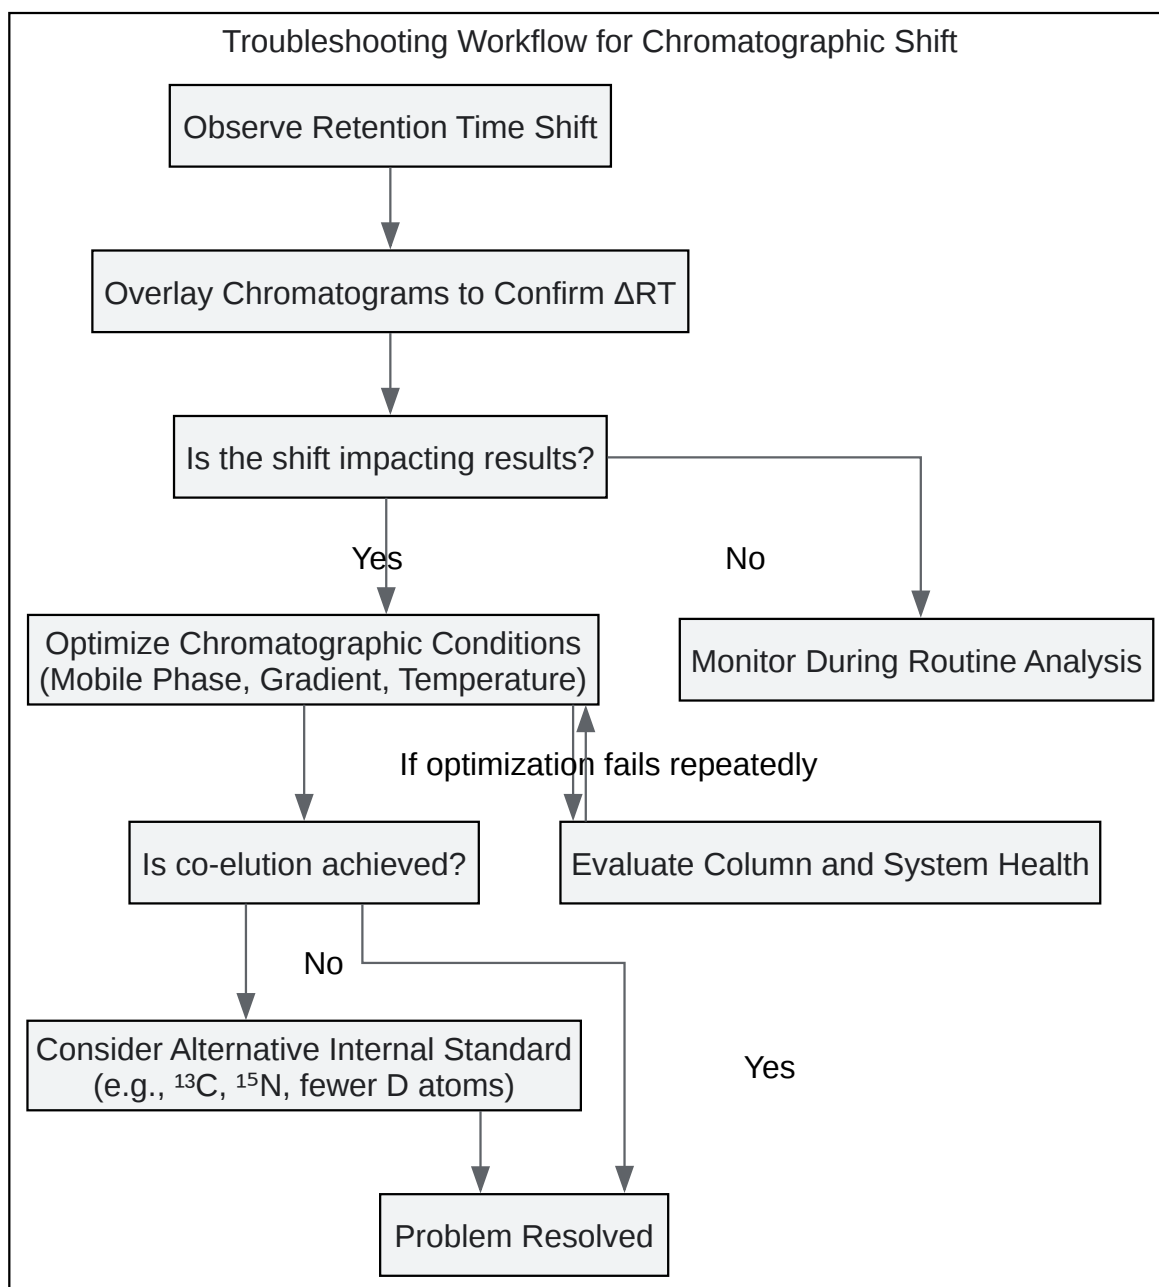 Troubleshooting Workflow for Chromatographic Shift
Observe Retention Time Shift
Overlay Chromatograms to Confirm ΔRT
Is the shift impacting results?
Yes
No
Optimize Chromatographic Conditions
(Mobile Phase, Gradient, Temperature)
Monitor During Routine Analysis
If optimization fails repeatedly
Is co-elution achieved?
Evaluate Column and System Health
No
Consider Alternative Internal Standard
(e.g., ¹³C, ¹⁵N, fewer D atoms)
Yes
Problem Resolved